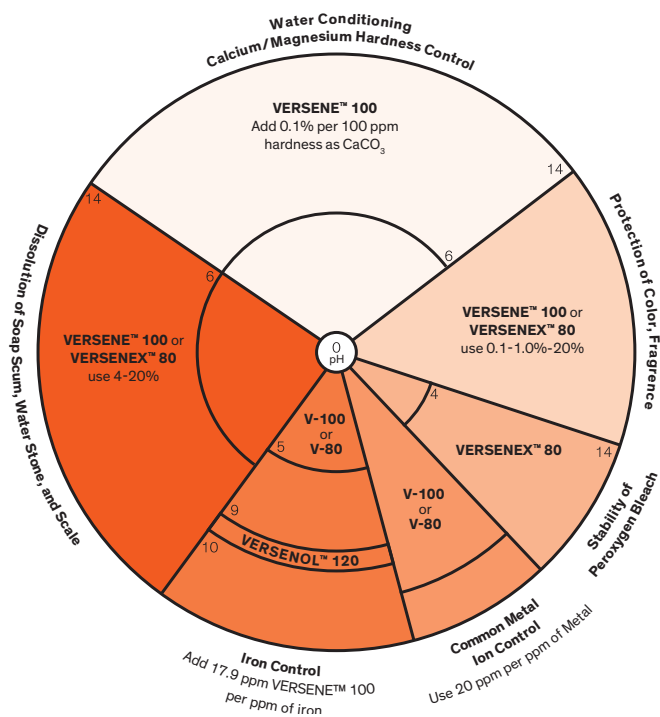 Water Conditioning
Calcium/Magnesium Hardness Control
VERSENE™ 100
Add 0.1% per 100 ppm
hardness as CaCO₃
14
6
Protection of Color, Fragrence
VERSENE™ 100 or
VERSENEX™ 80
use 0.1-1.0%-20%
14
6
Dissolution of Soap Scum, Water Stone, and Scale
VERSENE™ 100 or
VERSENEX™ 80
use 4-20%
0
pH
4
VERSENEX™ 80
14
Stability of
Peroxygen Bleach
V-100
or
V-80
5
9
VERSENOL™ 120
10
V-100
or
V-80
Iron Control
Add 17.9 ppm VERSENE™ 100
per ppm of iron
Common Metal
Ion Control
Use 20 ppm per ppm of Metal